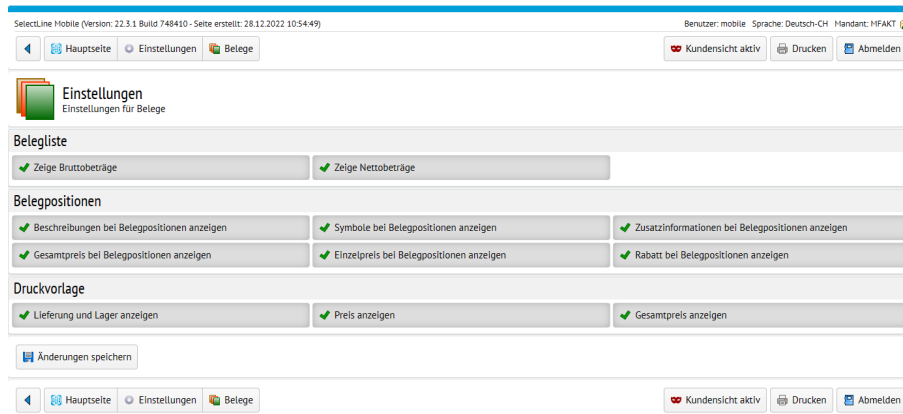 SelectLine Mobile (Version: 22.3.1 Build 748410 - Seite erstellt: 28.12.2022 10:54:49) Benutzer: mobile Sprache: Deutsch-CH Mandant: MFAKT
Hauptseite Einstellungen Belege Kundensicht aktiv Drucken Abmelden
Einstellungen
Einstellungen für Belege
Belegliste
Zeige Bruttobeträge Zeige Nettobeträge
Belegpositionen
Beschreibungen bei Belegpositionen anzeigen Symbole bei Belegpositionen anzeigen Zusatzinformationen bei Belegpositionen anzeigen
Gesamtpreis bei Belegpositionen anzeigen Einzelpreis bei Belegpositionen anzeigen Rabatt bei Belegpositionen anzeigen
Druckvorlage
Lieferung und Lager anzeigen Preis anzeigen Gesamtpreis anzeigen
Änderungen speichern
Hauptseite Einstellungen Belege Kundensicht aktiv Drucken Abmelden